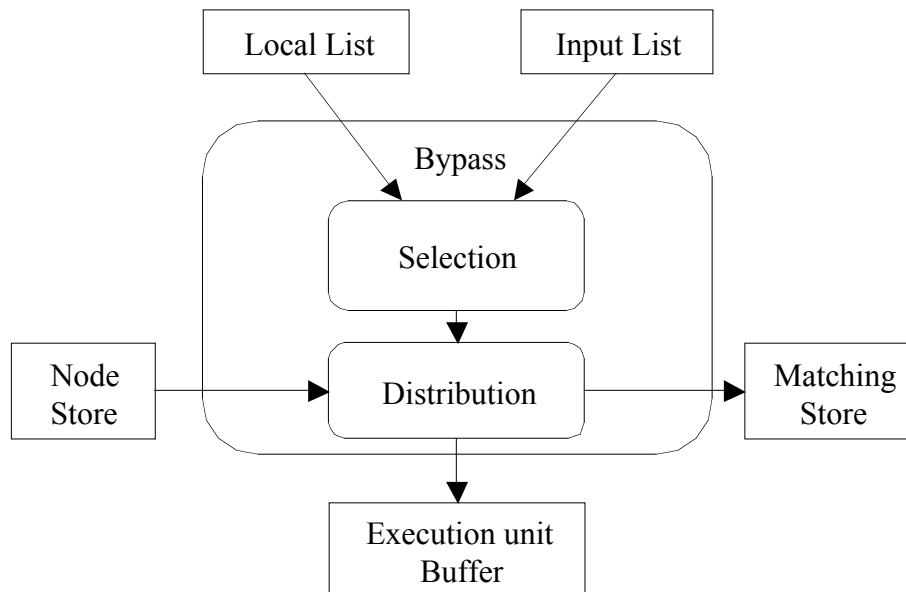 Local List
Input List
Bypass
Selection
Node
Store
Distribution
Matching
Store
Execution unit
Buffer